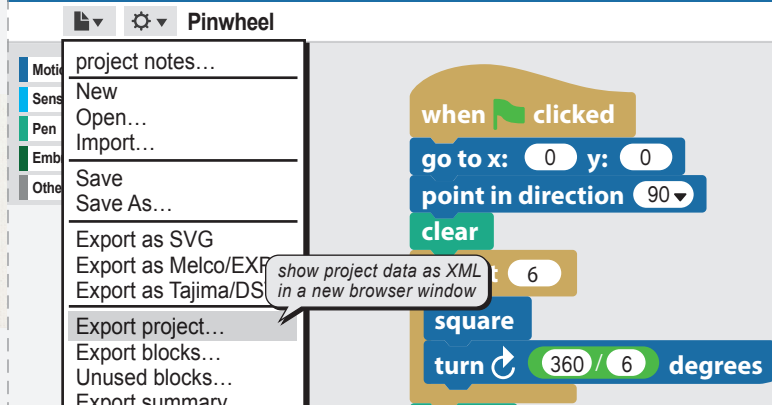 Pinwheel
Motio
Sens
Pen
Emb
Othe
project notes…
New
Open…
Import…
Save
Save As…
Export as SVG
Export as Melco/EXP
Export as Tajima/DS
show project data as XML
in a new browser window
Export project…
Export blocks…
Unused blocks…
Export summary
when clicked
go to x: 0 y: 0
point in direction 90
clear
6
square
turn 360 / 6 degrees